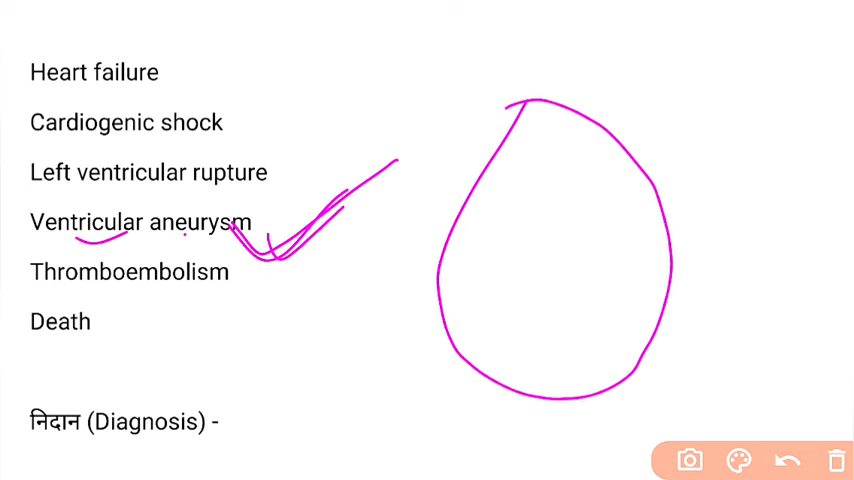 Heart failure
Cardiogenic shock
Left ventricular rupture
Ventricular aneurysm
Thromboembolism
Death
निदान (Diagnosis) -